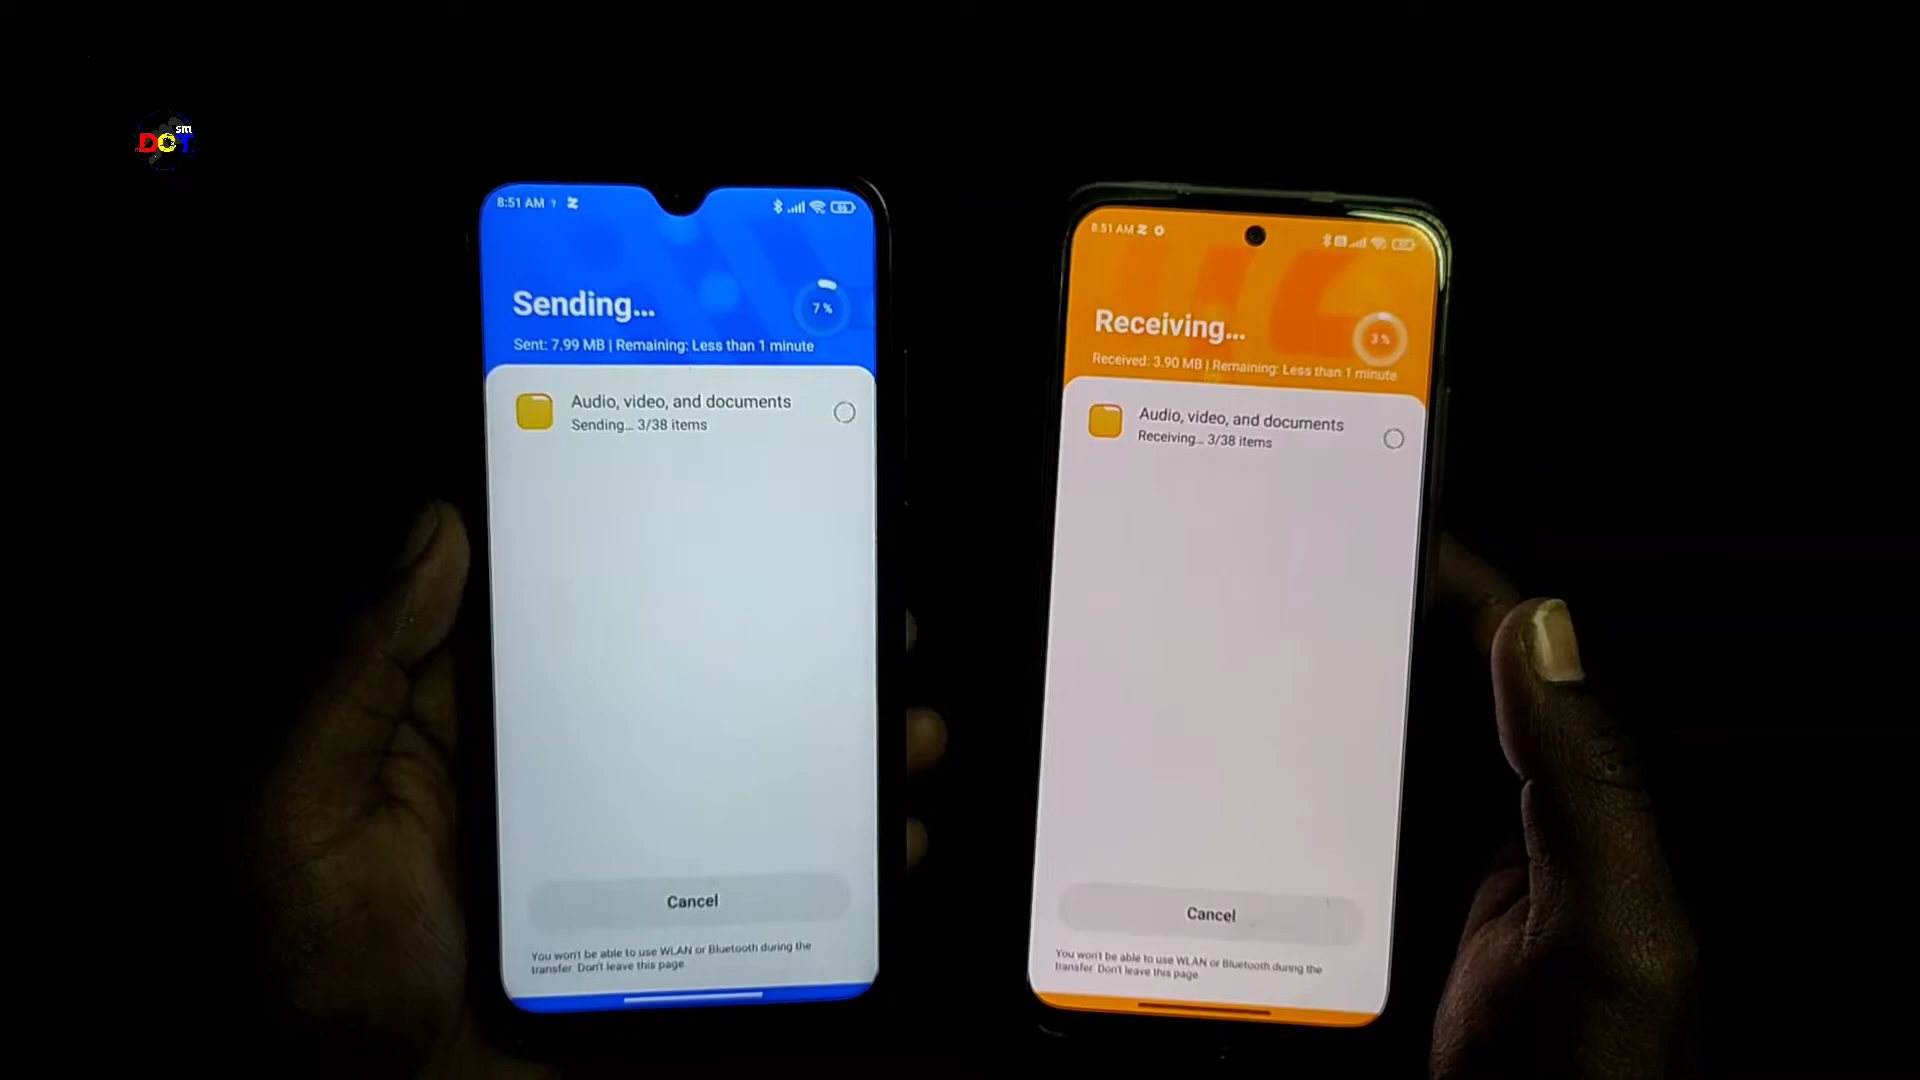 sm
DOT
8:51 AM
Sending...
7 %
Sent: 7.99 MB | Remaining: Less than 1 minute
Audio, video, and documents
Sending... 3/38 items
Cancel
You won't be able to use WLAN or Bluetooth during the
transfer. Don't leave this page.
8:51 AM
Receiving...
3 %
Received: 3.90 MB | Remaining: Less than 1 minute
Audio, video, and documents
Receiving... 3/38 items
Cancel
You won't be able to use WLAN or Bluetooth during the
transfer. Don't leave this page.